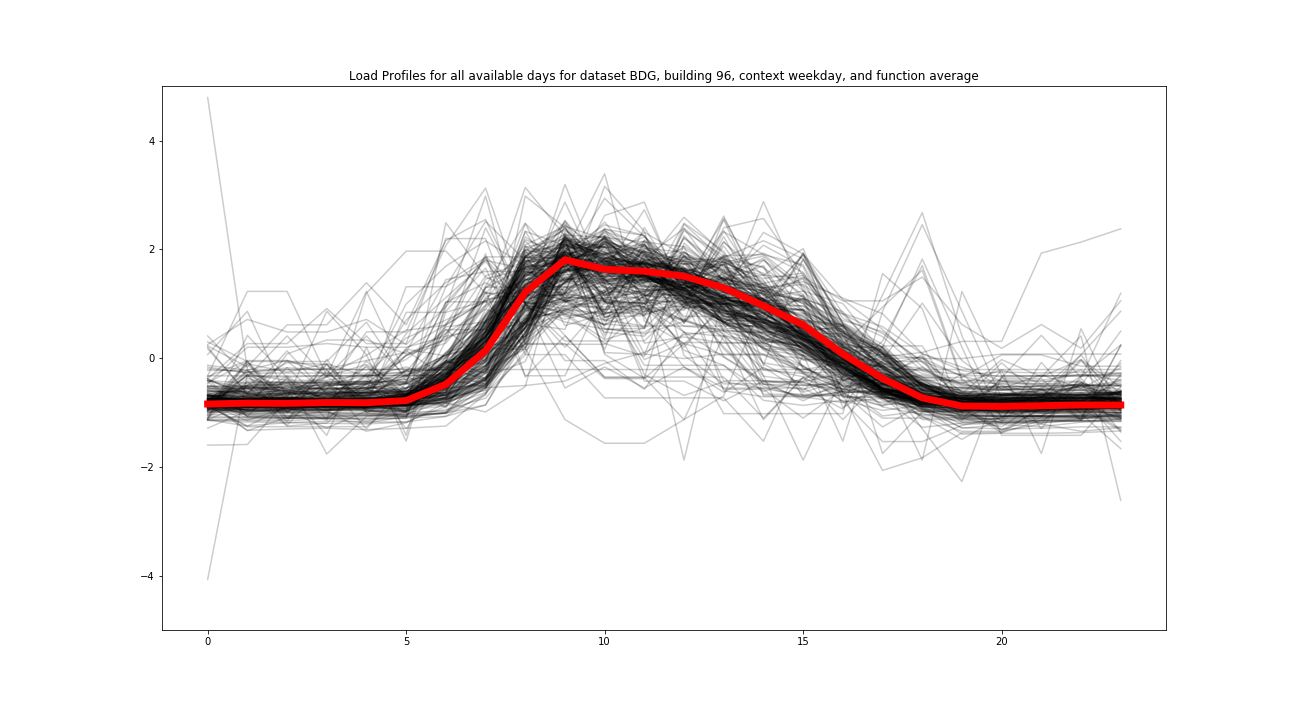 Load Profiles for all available days for dataset BDG, building 96, context weekday, and function average
4
2
0
−2
−4
0 5 10 15 20